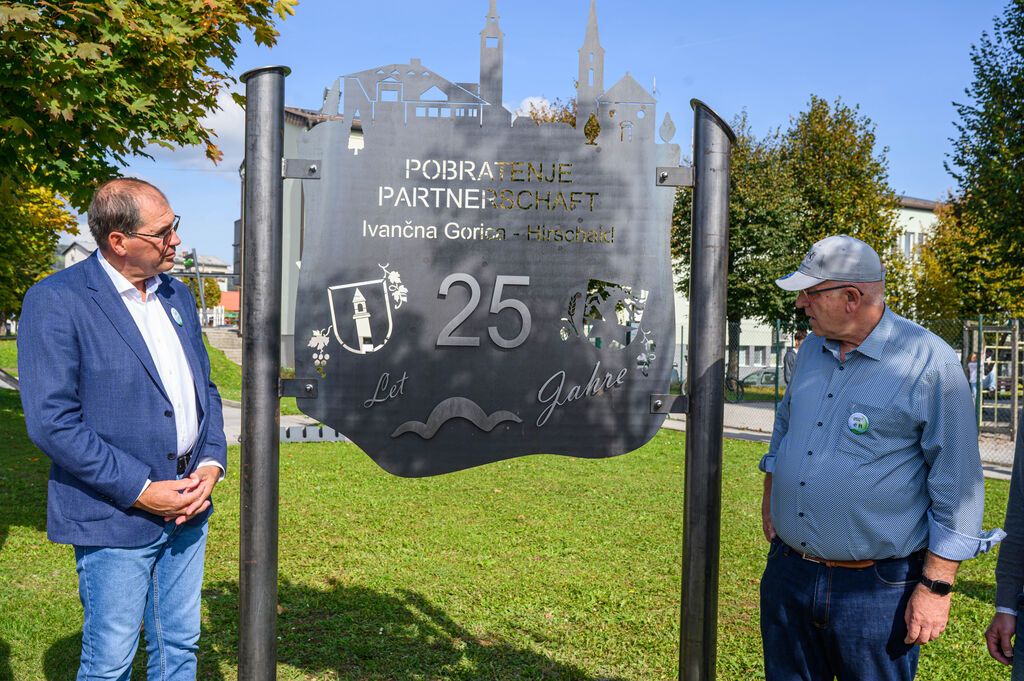 POBRATENJE
PARTNERSCHAFT
Ivančna Gorica - Hirschaid
25
Let Jahre